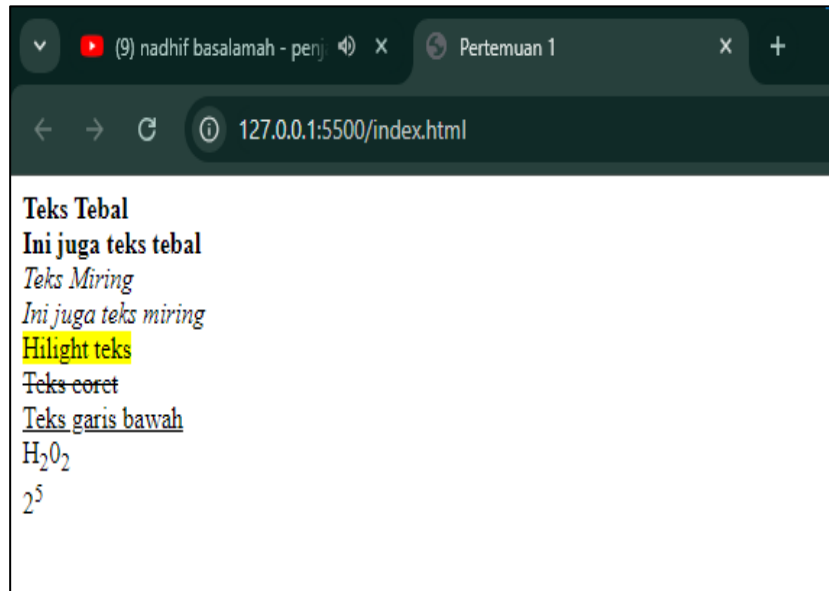 (9) nadhif basalamah - penj
Pertemuan 1
127.0.0.1:5500/index.html
Teks Tebal
Ini juga teks tebal
Teks Miring
Ini juga teks miring
Hilight teks
Teks coret
Teks garis bawah
H₂0₂
2⁵